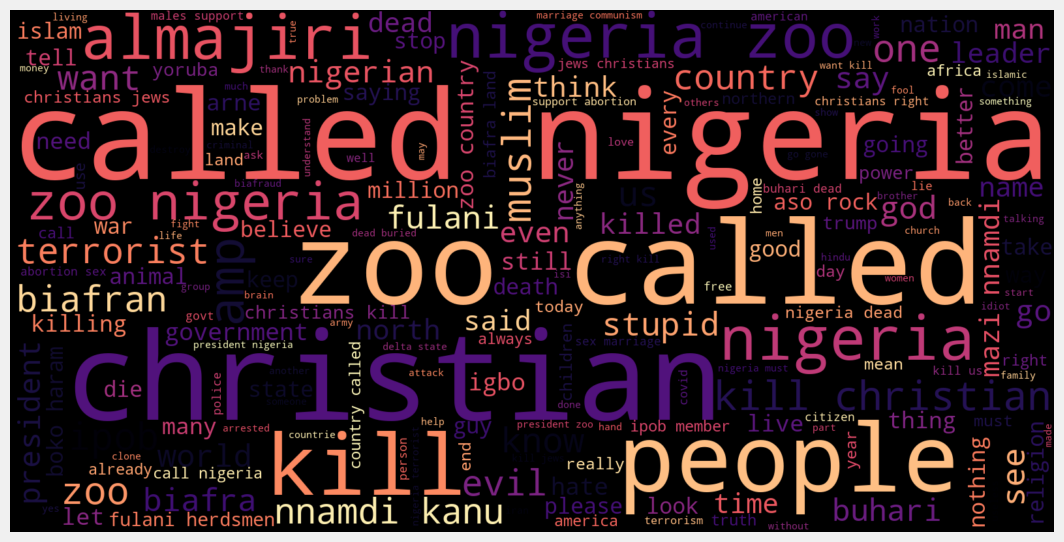 islam
living
males support
true
dead
stop
nigeria zoo
marriage communism
continue
american
work
nation
one
man
leader
tell
almajiri
want
money
yoruba
thank
much
nigerian
saying
zoo country
jews christians
want kill
think
country
say
africa
islamic
come
christians jews
arne
problem
support abortion
others
northern
christians right
fool
something
need
make
called
nigeria
muslim
every
better
land
ask
understand
may
well
biafra land
love
show
go gone
going
power
use
criminal
biafraud
million
never
us
home
buhari dead
brother
lie
name
zoo nigeria
fulani
anything
aso rock
god
back
talking
war
fight
believe
even
killed
trump
church
nnamdi
take
call
life
dead buried
zoo called
used
men
good
terrorist
amp
sure
still
right kill
hindu
day
women
abortion sex
animal
group
keep
death
isi
free
start
biafran
brain
christians kill
today
nigeria dead
idiot
killing
govt
army
said
stupid
go
government
north
always
nigeria
mazi
president nigeria
delta state
children
sex marriage
mean
right
president
boko haram
christian
attack
igbo
covid
nigeria must
kill us
family
die
state
another
police
country called
done
kill christian
many
arrested
help
president zoo
hand
ipob member
live
citizen
thing
must
world
countrie
kill
guy
know
people
year
part
religion
made
clone
already
call nigeria
person
end
really
nothing
see
zoo
biafra
evil
hate
look
time
yes
let
fulani herdsmen
nnamdi kanu
please
america
terrorism
truth
without
buhari